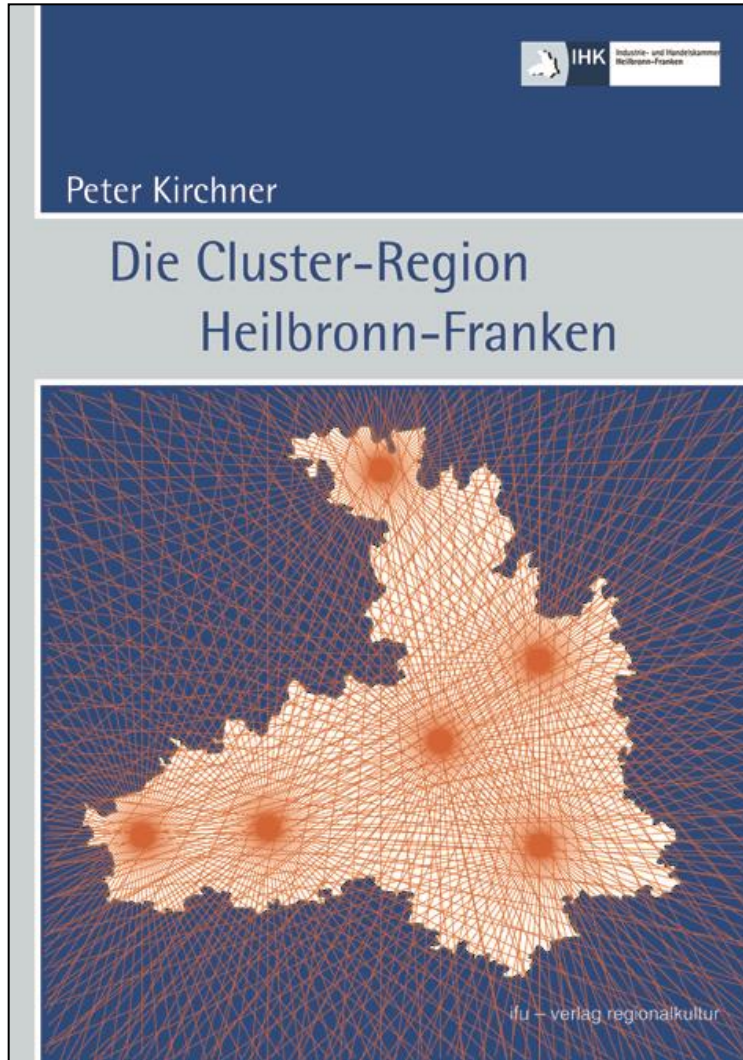 IHK
Industrie- und Handelskammer
Heilbronn-Franken
Peter Kirchner
Die Cluster-Region
Heilbronn-Franken
ifu – verlag regionalkultur